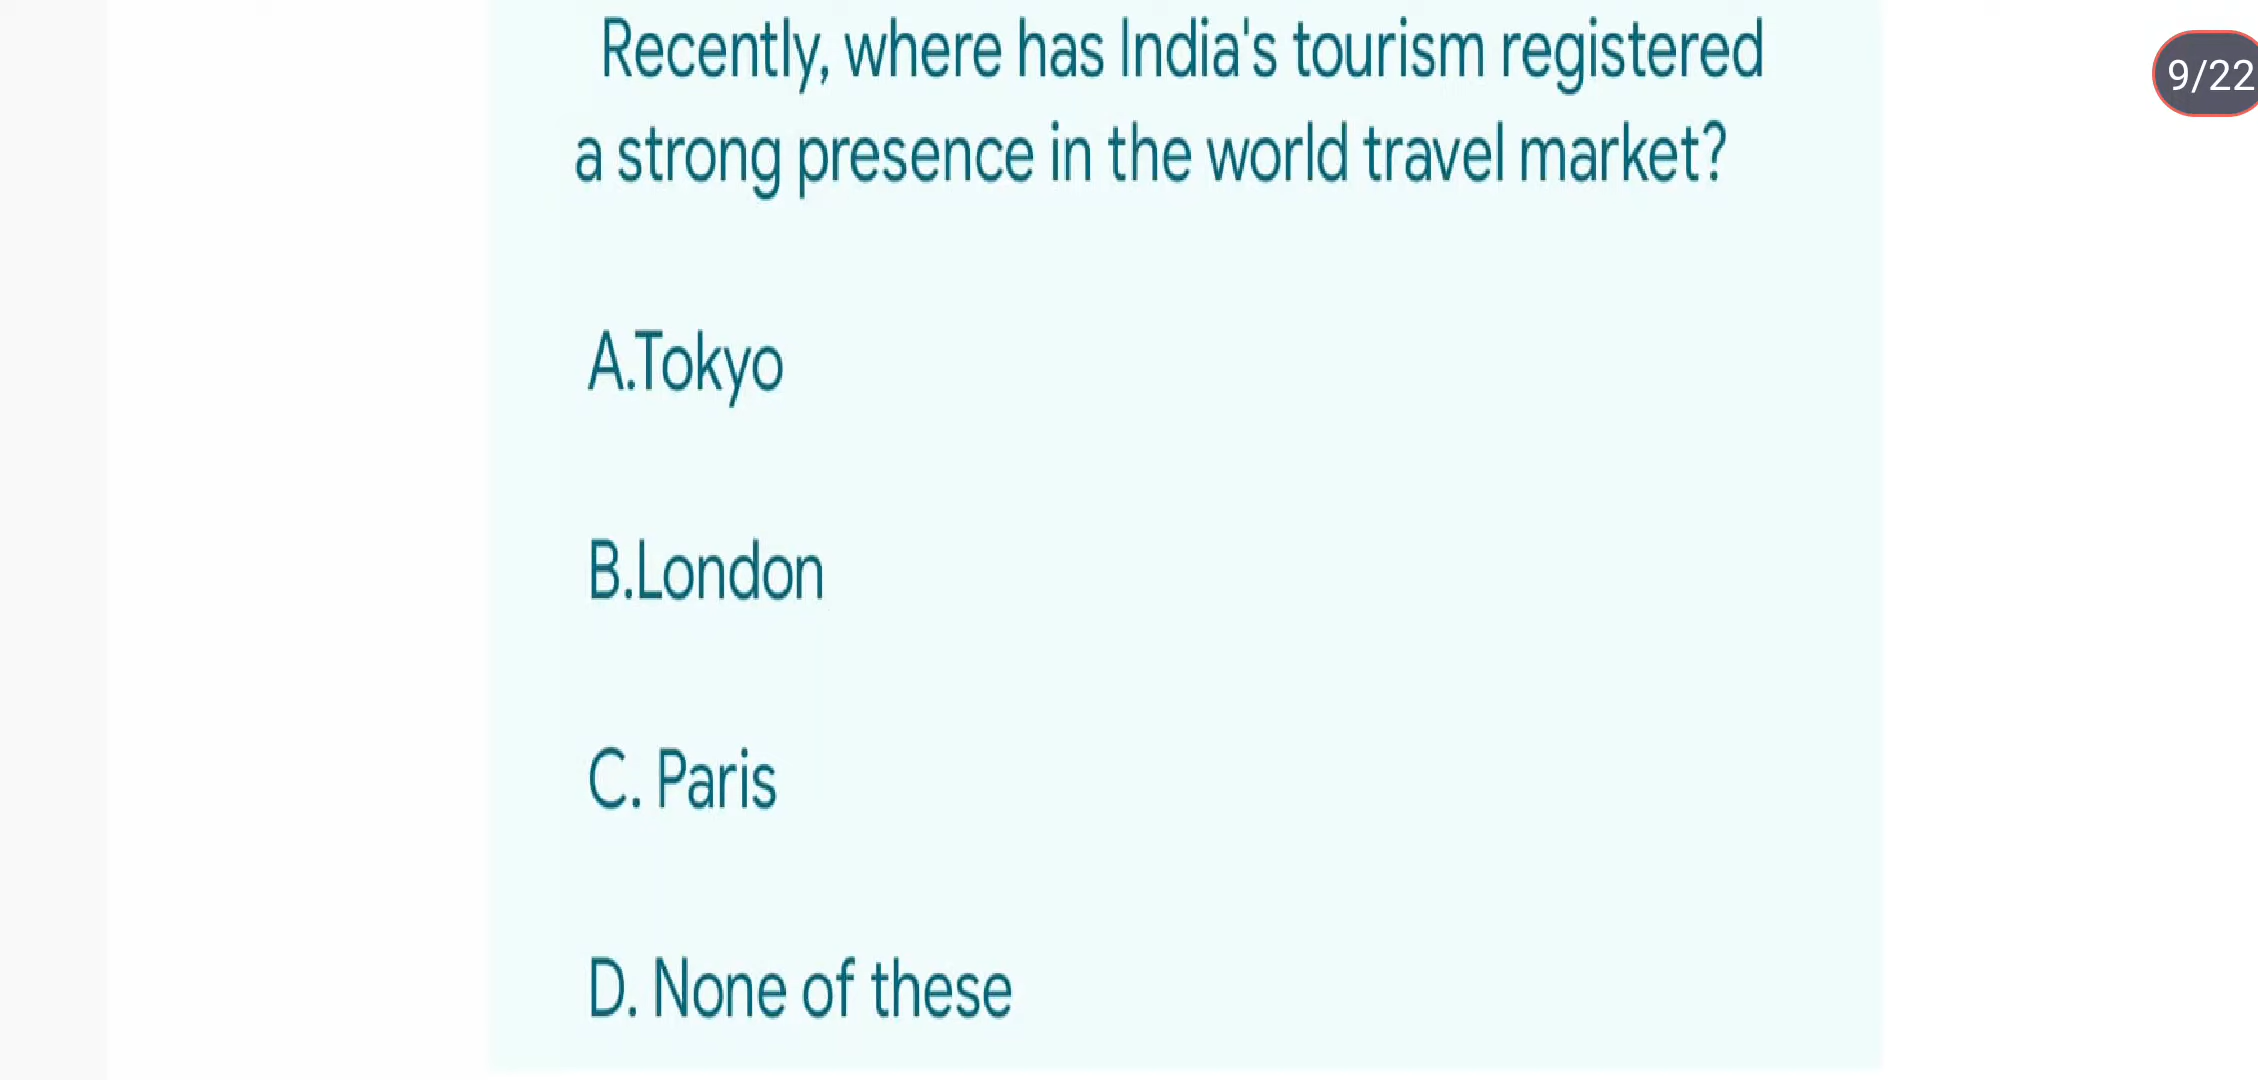 Recently, where has India's tourism registered
9/22
a strong presence in the world travel market?
A.Tokyo
B.London
C. Paris
D. None of these